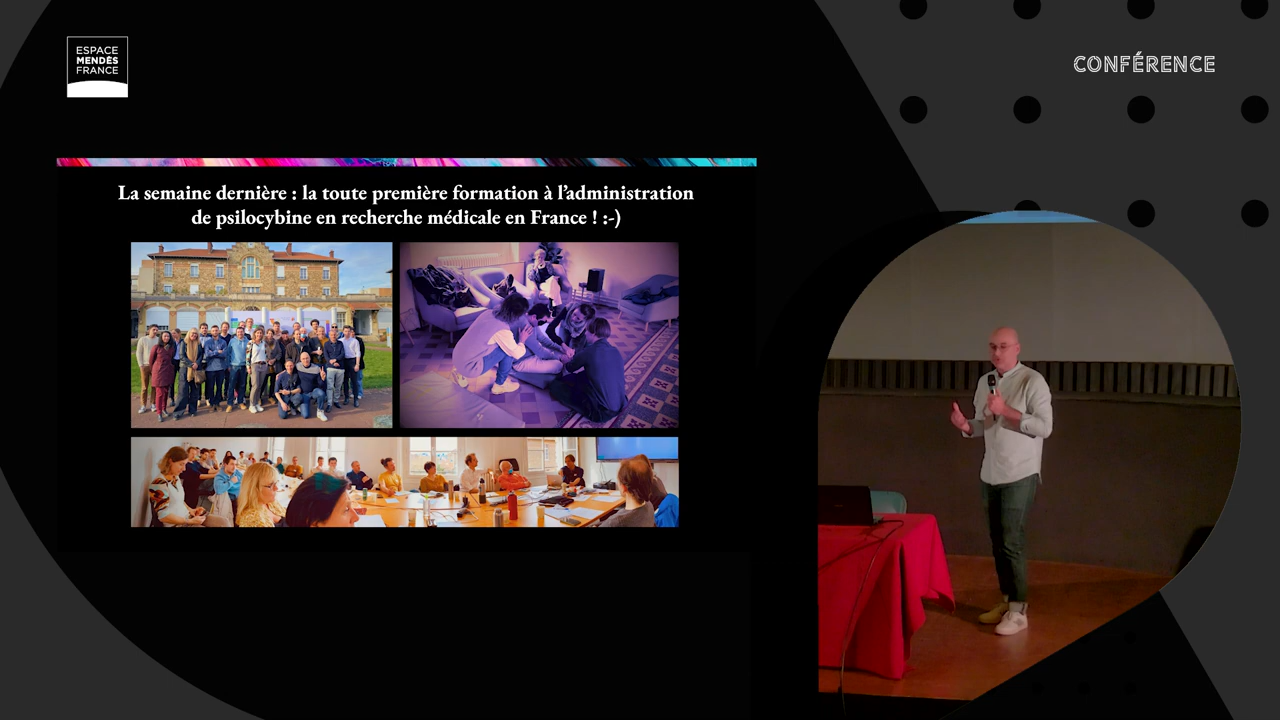 ESPACE
MENDÈS
FRANCE
CONFÉRENCE
La semaine dernière : la toute première formation à l'administration
de psilocybine en recherche médicale en France ! :-)